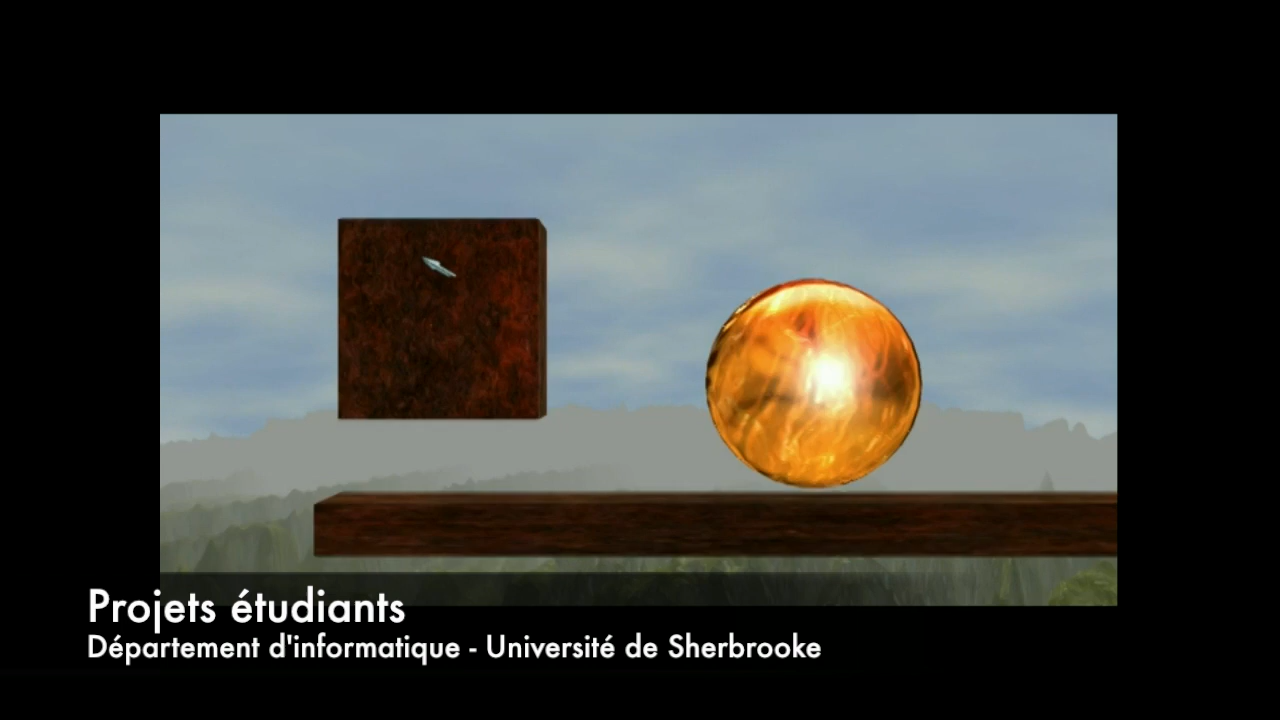 Projets étudiants
Département d'informatique - Université de Sherbrooke